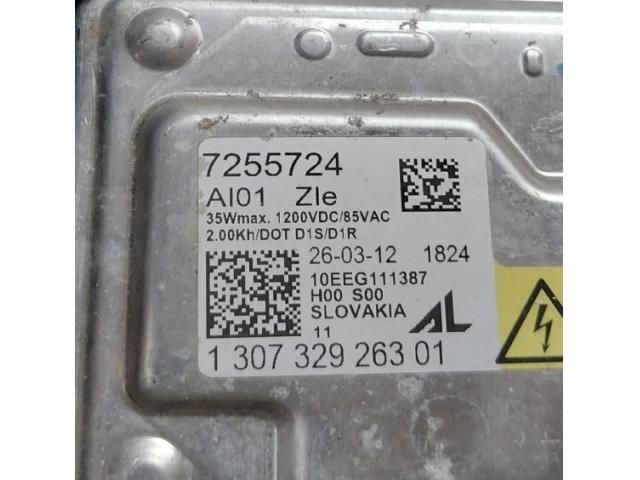 7255724
AI01 Zle
35Wmax. 1200VDC/85VAC
2.00Kh/DOT D1S/D1R
26-03-12 1824
10EEG111387
H00 S00
SLOVAKIA
11
AL
1 307 329 263 01